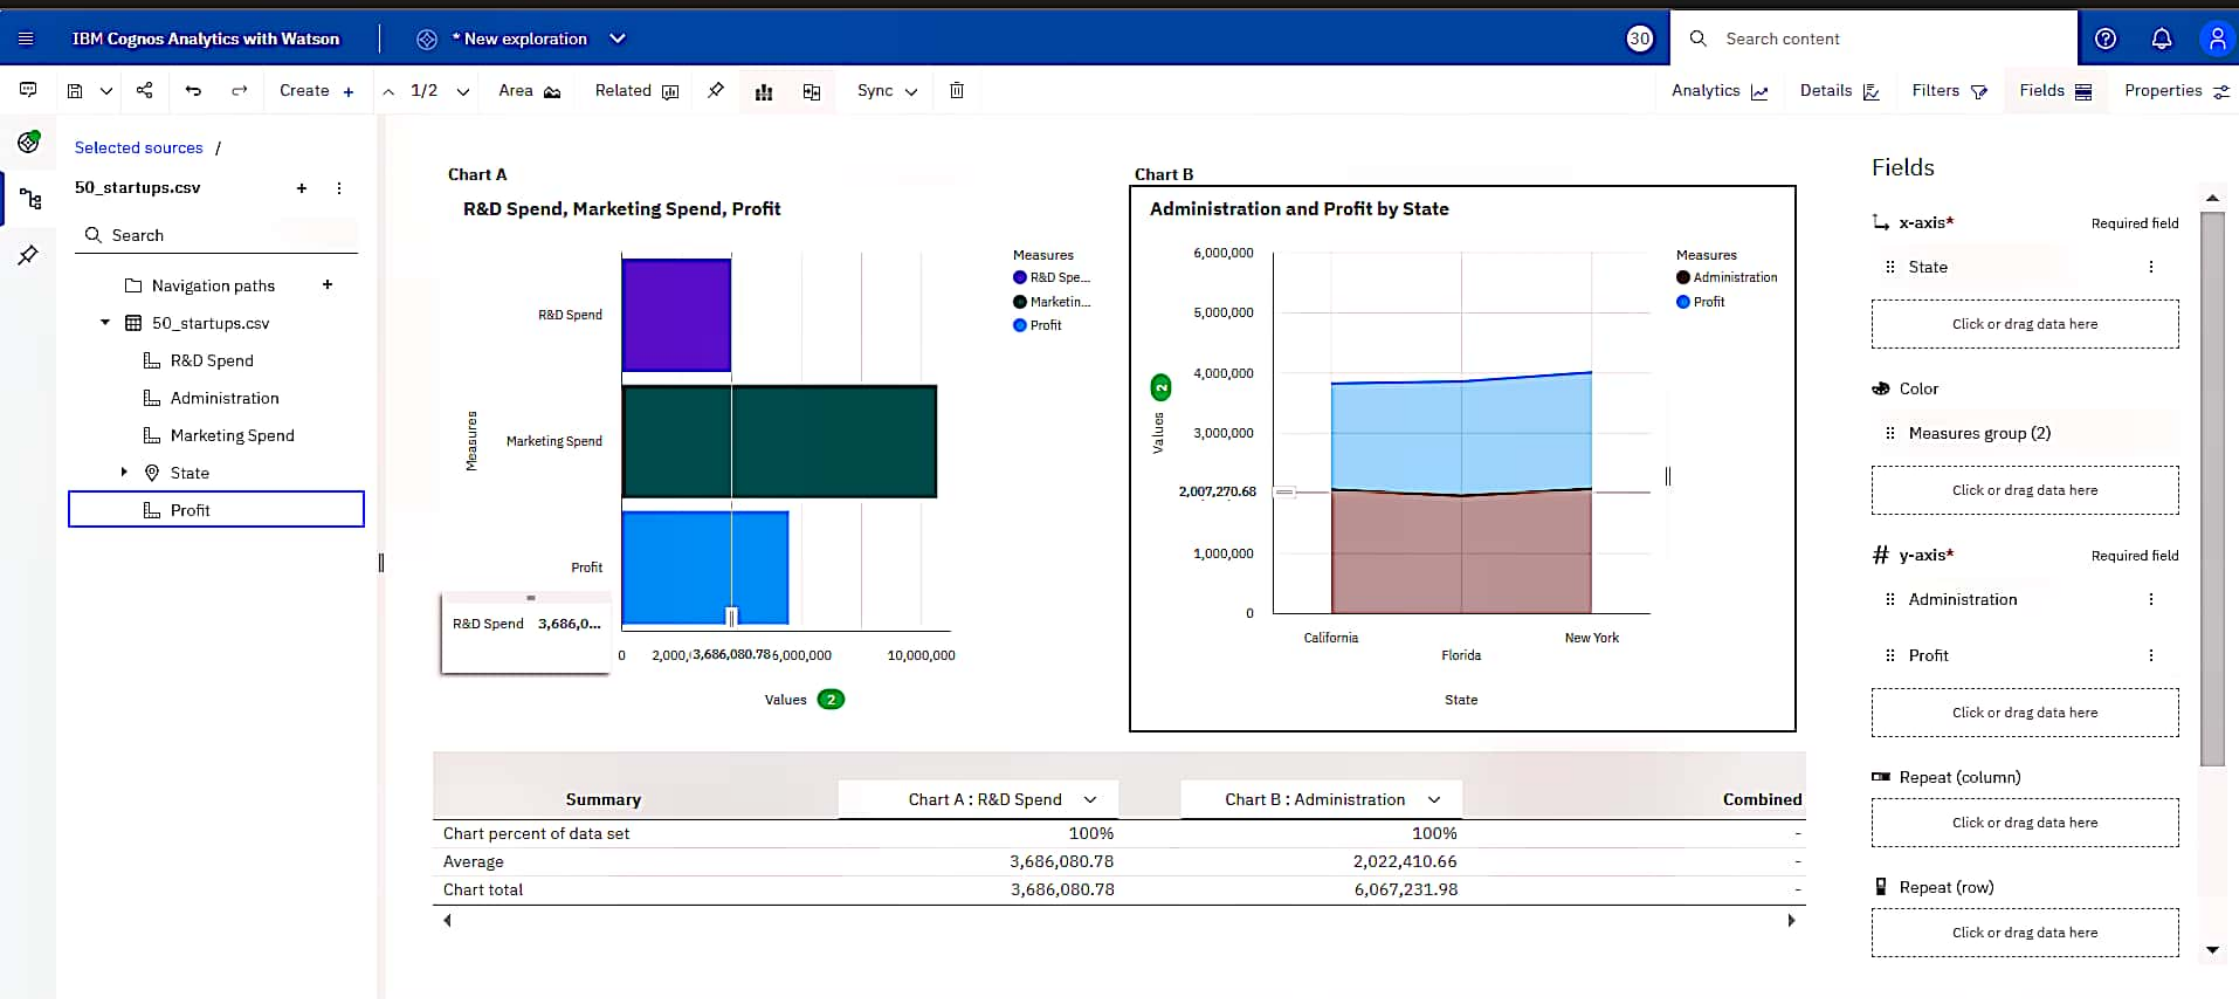 IBM Cognos Analytics with Watson
* New exploration
30
Search content
Create +
1/2
Area
Related
Sync
Analytics
Details
Filters
Fields
Properties
Selected sources /
50_startups.csv
Search
Navigation paths
50_startups.csv
R&D Spend
Administration
Marketing Spend
State
Profit
Chart A
R&D Spend, Marketing Spend, Profit
Measures
R&D Spe...
Marketin...
Profit
Measures
R&D Spend
Marketing Spend
Profit
R&D Spend 3,686,0...
0
2,000,
3,686,080.78
6,000,000
10,000,000
Values 2
Chart B
Administration and Profit by State
Measures
Administration
Profit
Values 2
6,000,000
5,000,000
4,000,000
3,000,000
2,007,270.68
1,000,000
0
California
Florida
New York
State
Summary Chart A : R&D Spend Chart B : Administration Combined
Chart percent of data set 100% 100% -
Average 3,686,080.78 2,022,410.66 -
Chart total 3,686,080.78 6,067,231.98 -
Fields
x-axis* Required field
State
Click or drag data here
Color
Measures group (2)
Click or drag data here
# y-axis* Required field
Administration
Profit
Click or drag data here
Repeat (column)
Click or drag data here
Repeat (row)
Click or drag data here